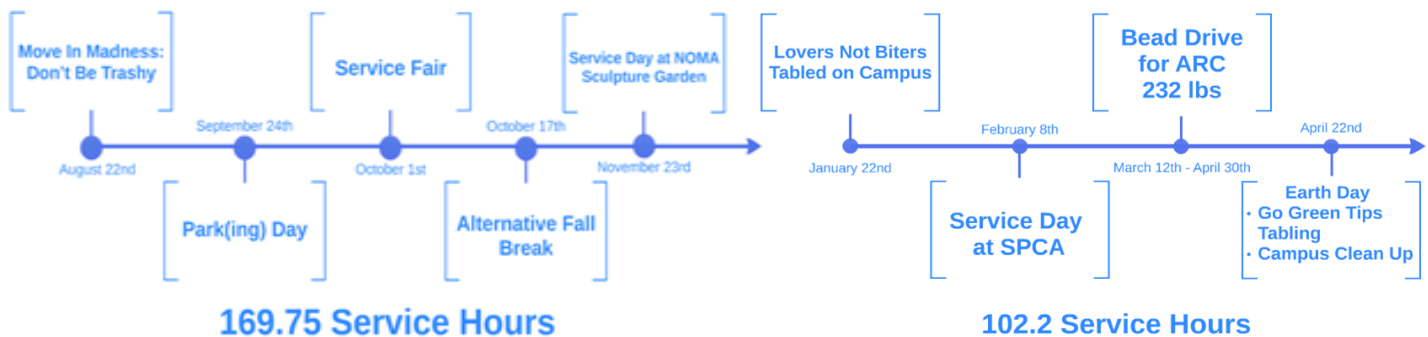 Move In Madness:
Don't Be Trashy
August 22nd
September 24th
Park(ing) Day
Service Fair
October 1st
October 17th
Alternative Fall
Break
Service Day at NOMA
Sculpture Garden
November 23rd
169.75 Service Hours
Lovers Not Biters
Tabled on Campus
January 22nd
February 8th
Service Day
at SPCA
Bead Drive
for ARC
232 lbs
March 12th - April 30th
April 22nd
Earth Day
• Go Green Tips
Tabling
• Campus Clean Up
102.2 Service Hours